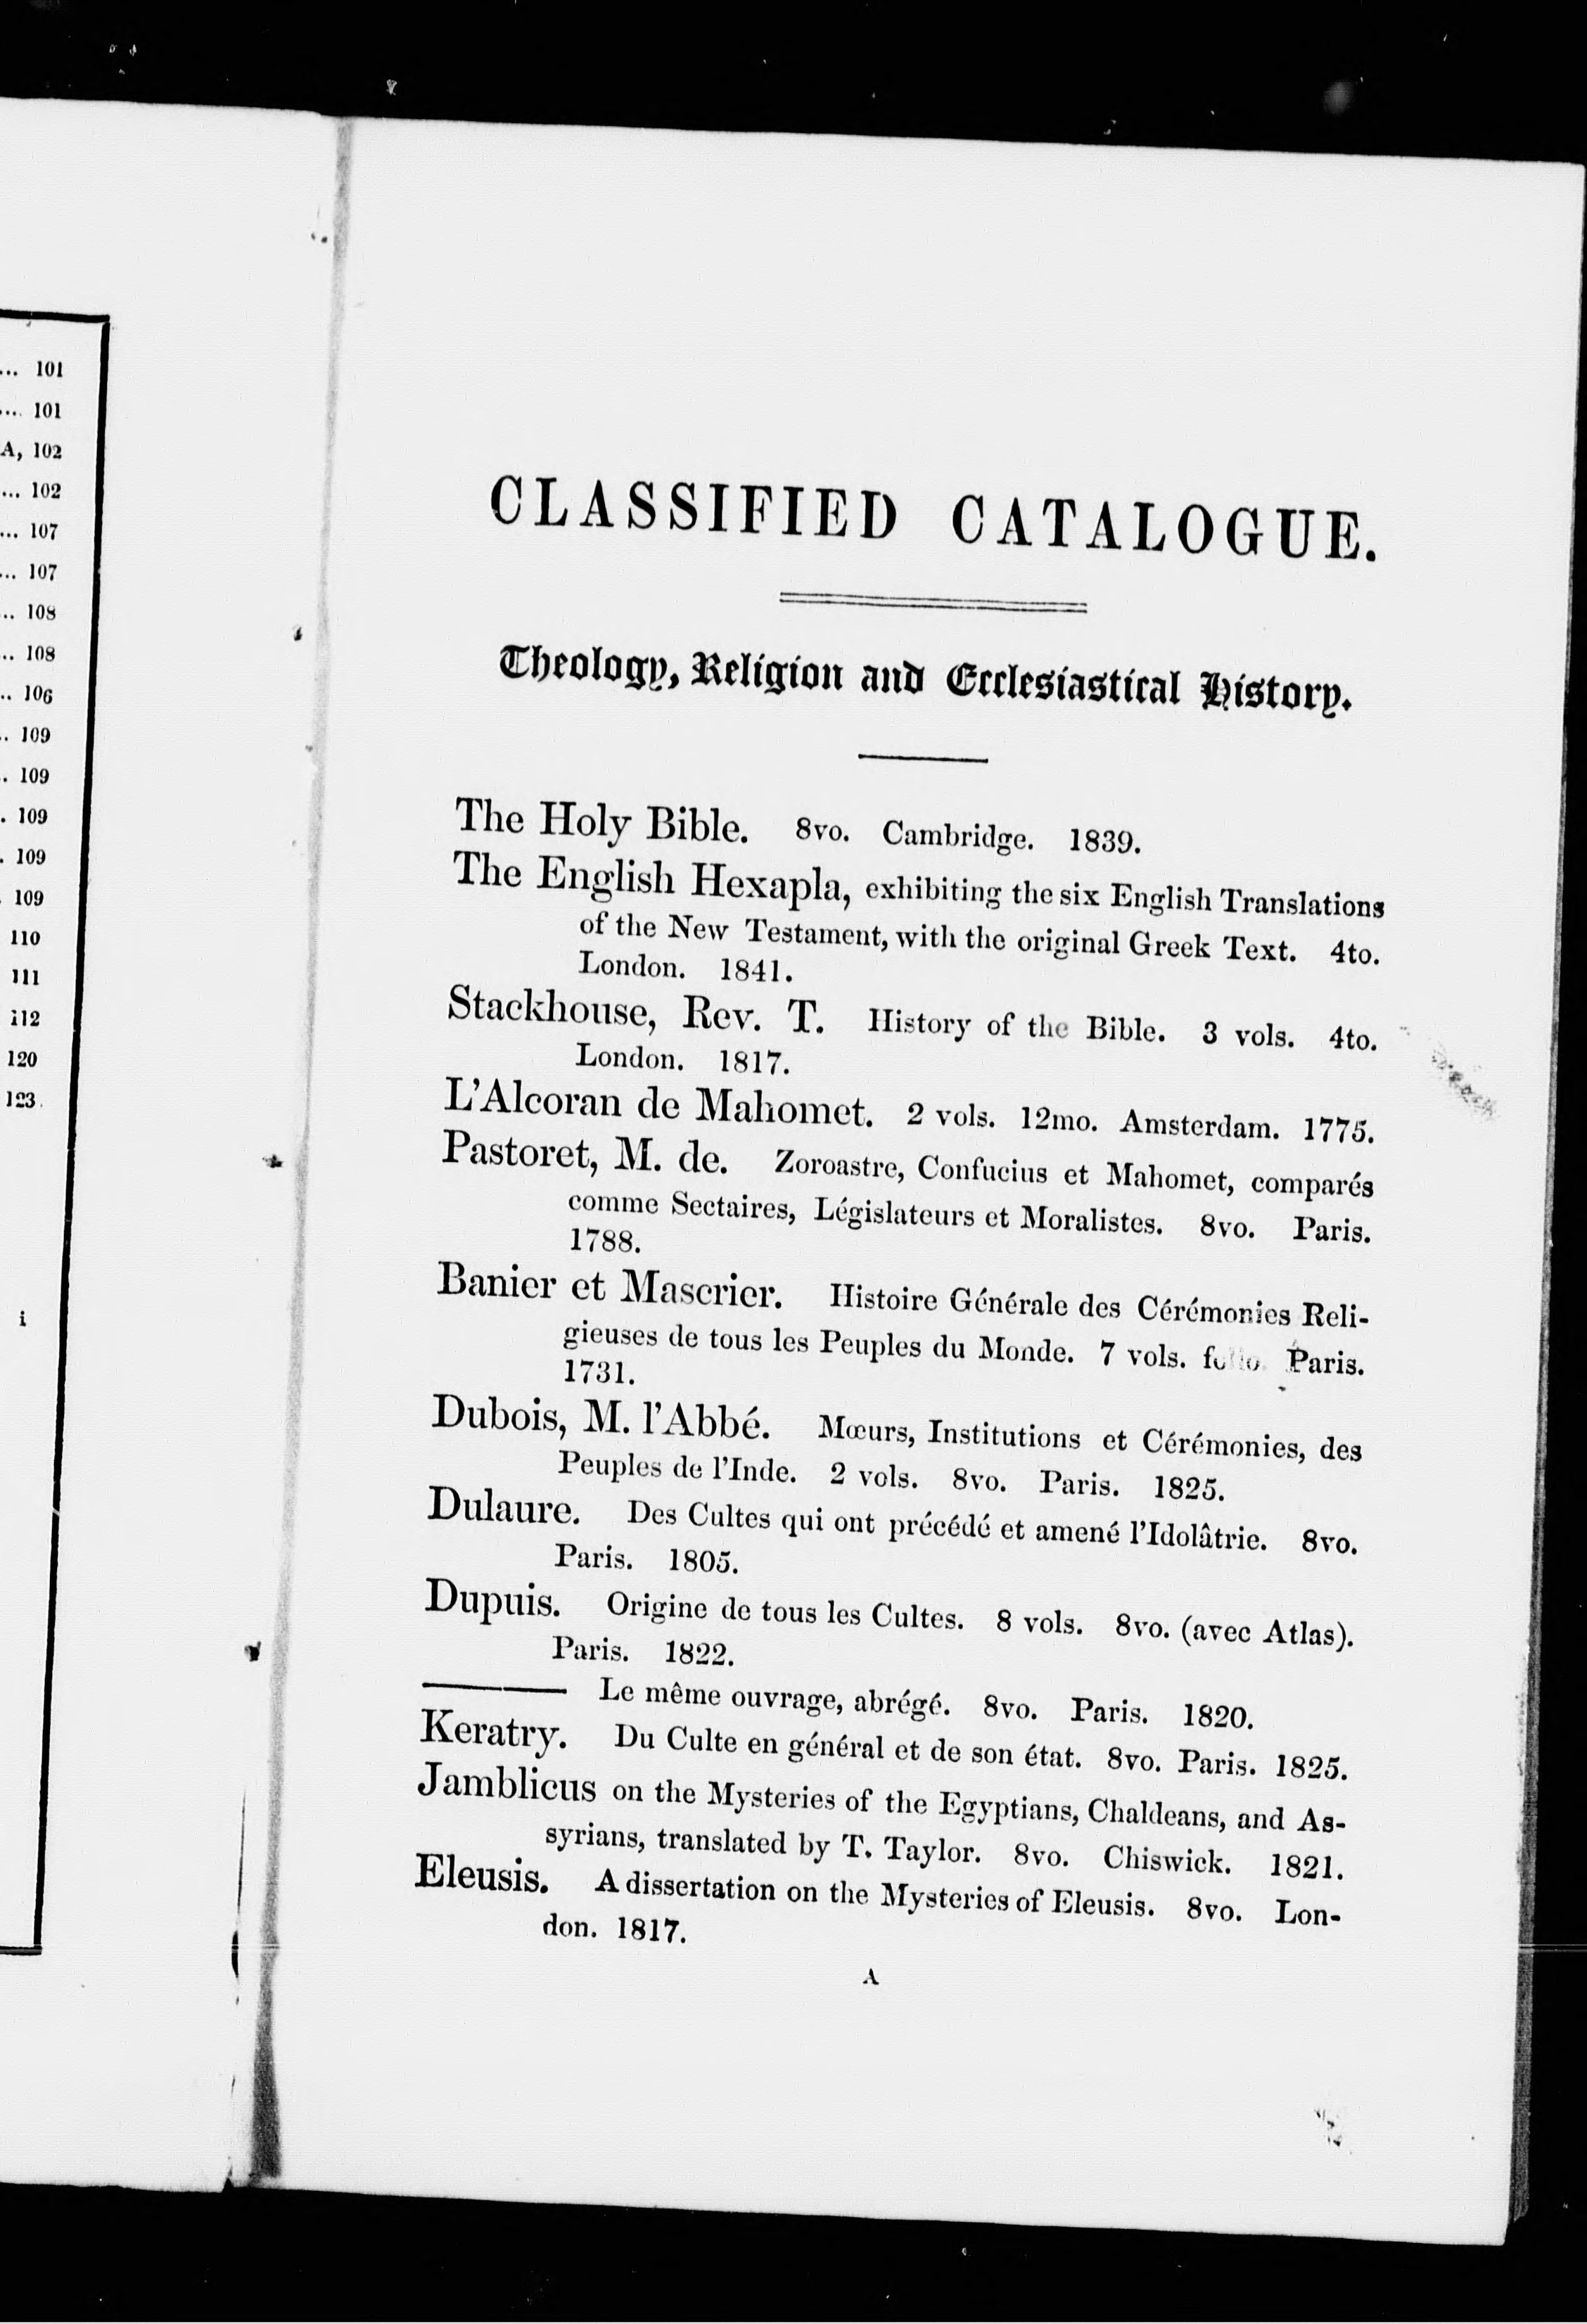 ... 101
... 101
A, 102
... 102
... 107
... 107
.. 108
.. 108
.. 106
.. 109
. 109
. 109
. 109
. 109
110
111
112
120
123
i
CLASSIFIED CATALOGUE.
Theology, Religion and Ecclesiastical History.
The Holy Bible. 8vo. Cambridge. 1839.
The English Hexapla, exhibiting the six English Translations
of the New Testament, with the original Greek Text. 4to.
London. 1841.
Stackhouse, Rev. T. History of the Bible. 3 vols. 4to.
London. 1817.
L'Alcoran de Mahomet. 2 vols. 12mo. Amsterdam. 1775.
Pastoret, M. de. Zoroastre, Confucius et Mahomet, comparés
comme Sectaires, Législateurs et Moralistes. 8vo. Paris.
1788.
Banier et Mascrier. Histoire Générale des Cérémonies Reli-
gieuses de tous les Peuples du Monde. 7 vols. folio. Paris.
1731.
Dubois, M. l'Abbé. Mœurs, Institutions et Cérémonies, des
Peuples de l'Inde. 2 vols. 8vo. Paris. 1825.
Dulaure. Des Cultes qui ont précédé et amené l'Idolâtrie. 8vo.
Paris. 1805.
Dupuis. Origine de tous les Cultes. 8 vols. 8vo. (avec Atlas).
Paris. 1822.
——— Le même ouvrage, abrégé. 8vo. Paris. 1820.
Keratry. Du Culte en général et de son état. 8vo. Paris. 1825.
Jamblicus on the Mysteries of the Egyptians, Chaldeans, and As-
syrians, translated by T. Taylor. 8vo. Chiswick. 1821.
Eleusis. A dissertation on the Mysteries of Eleusis. 8vo. Lon-
don. 1817.
A